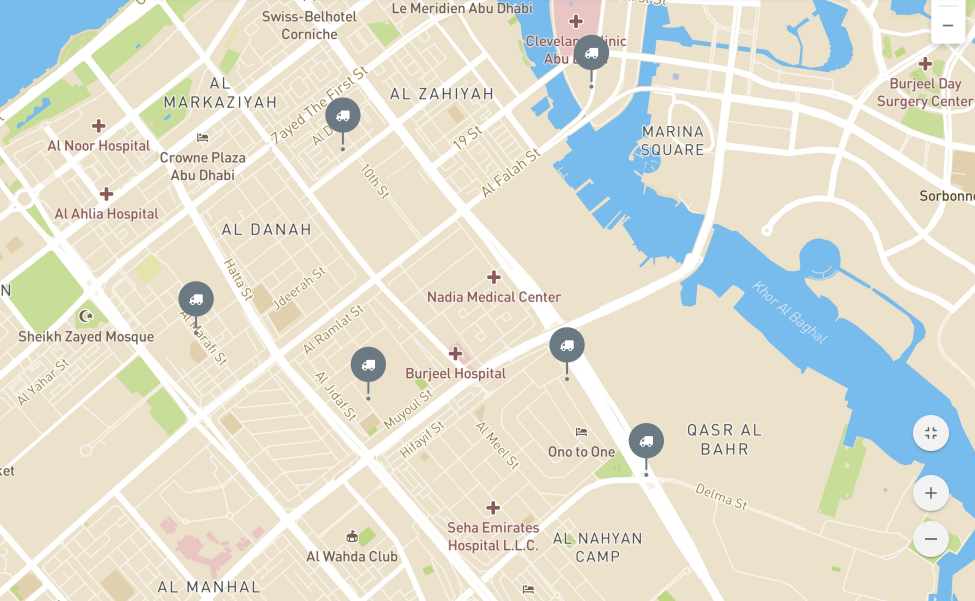 Le Meridien Abu Dhabi
Swiss-Belhotel
Corniche
First St
Cleveland Clinic
Burjeel Day
Surgery Center
AL
MARKAZIYAH
AL ZAHIYAH
Zayed The First St
19 St
MARINA
SQUARE
Al Noor Hospital
Crowne Plaza
Abu Dhabi
10th St
Al Falah St
Sorbonne
Al Ahlia Hospital
AL DANAH
Hatta St
Jdeerah St
N
Nadia Medical Center
Khor Al Baghal
Al Marafi St
Al Ramlat St
Sheikh Zayed Mosque
Burjeel Hospital
Al Yahar St
Al Jidaf St
Muyoul St
Hifayif St
Al Meel St
QASR AL
BAHR
Ono to One
ket
Delma St
Seha Emirates
Hospital L.L.C.
AL NAHYAN
CAMP
Al Wahda Club
AL MANHAL